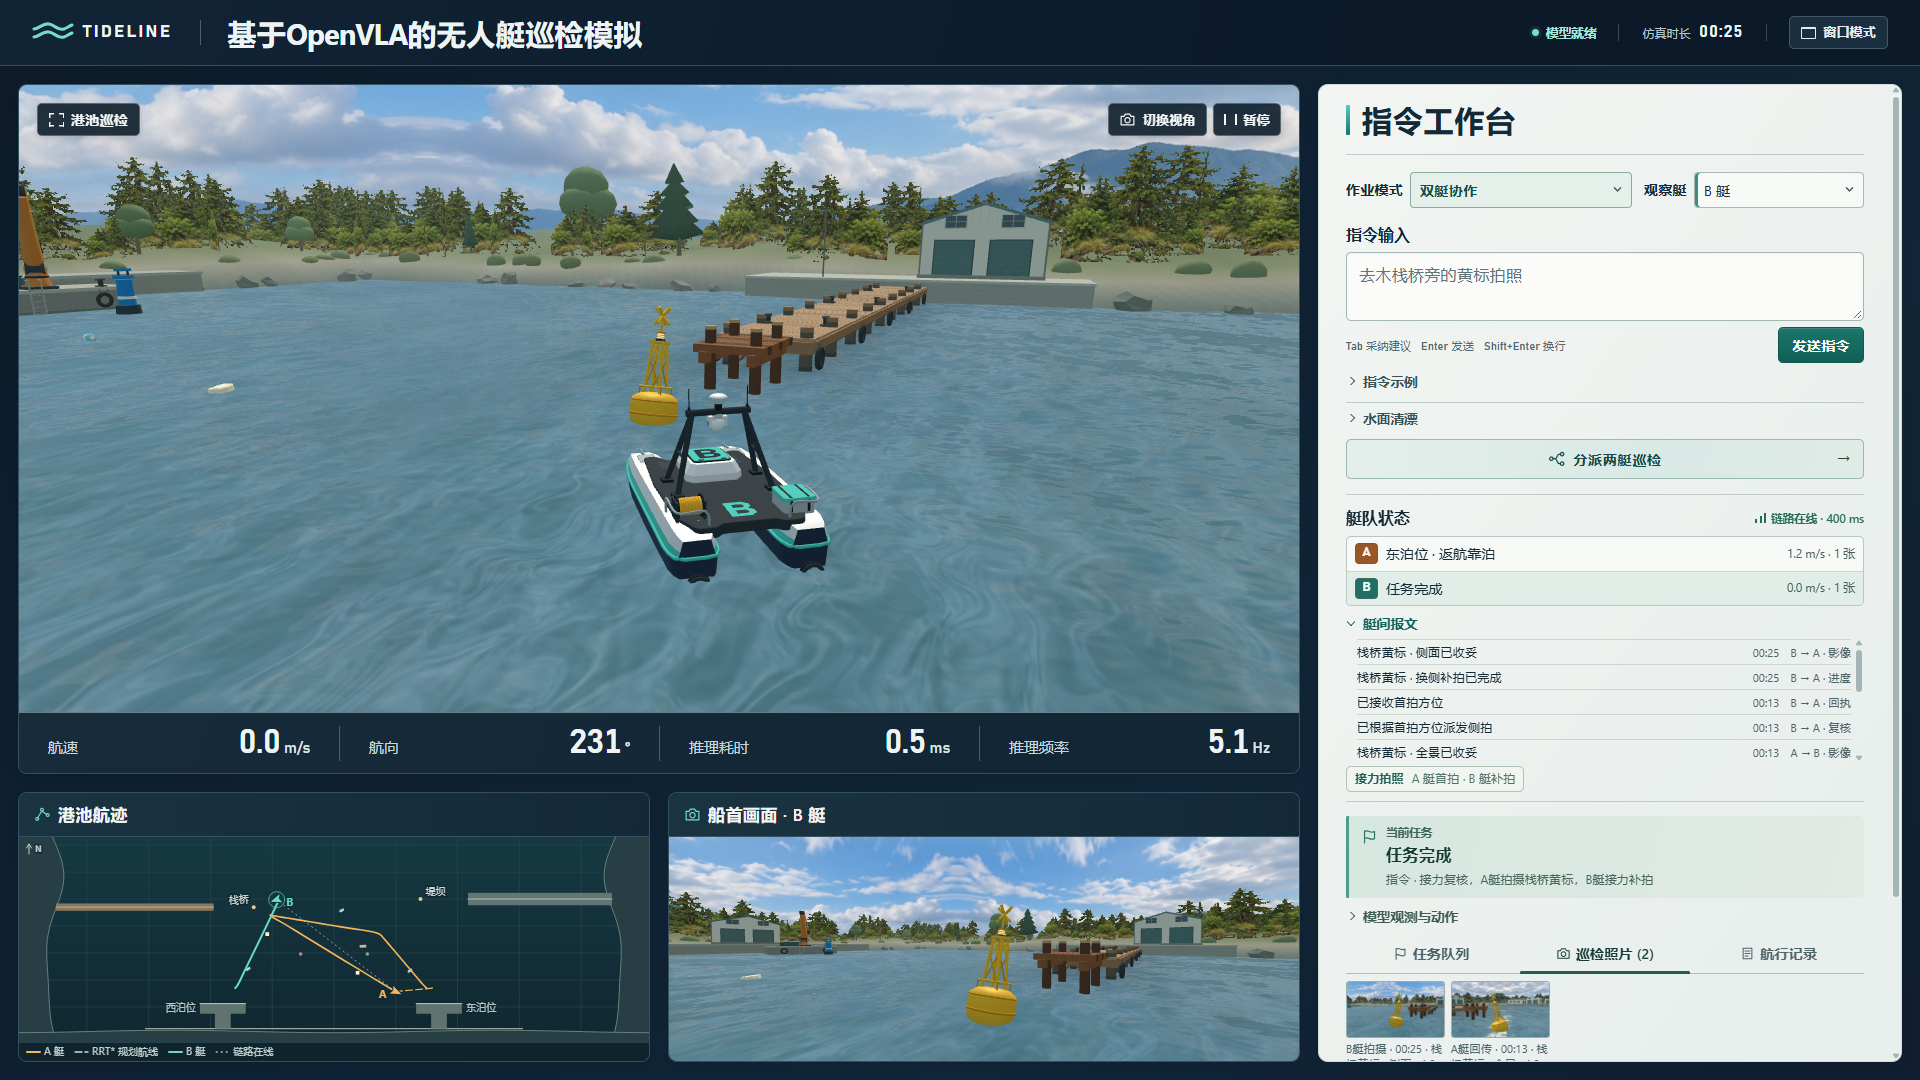 TIDELINE
基于OpenVLA的无人艇巡检模拟
模型就绪
仿真时长 00:25
窗口模式
港池巡检
切换视角
暂停
B
B
航速 0.0 m/s
航向 231°
推理耗时 0.5 ms
推理频率 5.1 Hz
港池航迹
N
栈桥
B
堤坝
A
西泊位
东泊位
A 艇 RRT* 规划航线 B 艇 链路在线
船首画面 · B 艇
指令工作台
作业模式 双艇协作 观察艇 B 艇
指令输入
去木栈桥旁的黄标拍照
Tab 采纳建议 Enter 发送 Shift+Enter 换行
发送指令
指令示例
水面清漂
分派两艇巡检 →
艇队状态 链路在线 · 400 ms
A 东泊位 · 返航靠泊 1.2 m/s · 1 张
B 任务完成 0.0 m/s · 1 张
艇间报文
栈桥黄标 · 侧面已收妥 00:25 B → A · 影像
栈桥黄标 · 换侧补拍已完成 00:25 B → A · 进度
已接收首拍方位 00:13 B → A · 回执
已根据首拍方位派发侧拍 00:13 B → A · 复核
栈桥黄标 · 全景已收妥 00:13 A → B · 影像
接力拍照 A 艇首拍 · B 艇补拍
当前任务
任务完成
指令 · 接力复核，A艇拍摄栈桥黄标，B艇接力补拍
模型观测与动作
任务队列 巡检照片 (2) 航行记录
B艇拍摄 · 00:25 · 栈
A艇回传 · 00:13 · 栈